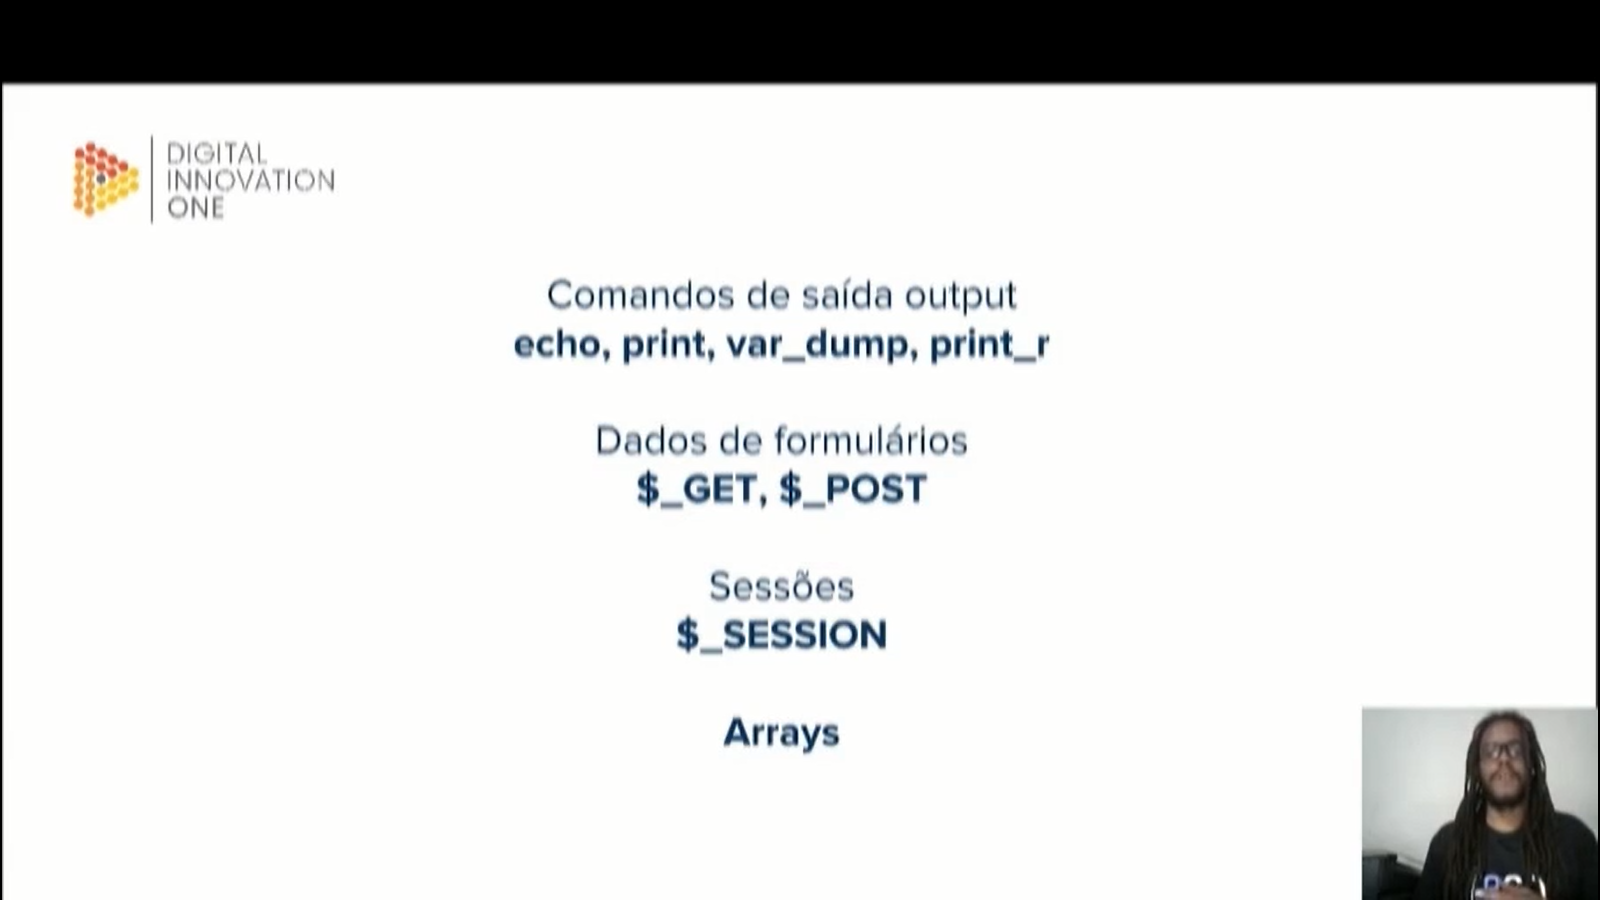 DIGITAL
INNOVATION
ONE
Comandos de saída output
echo, print, var_dump, print_r
Dados de formulários
$_GET, $_POST
Sessões
$_SESSION
Arrays